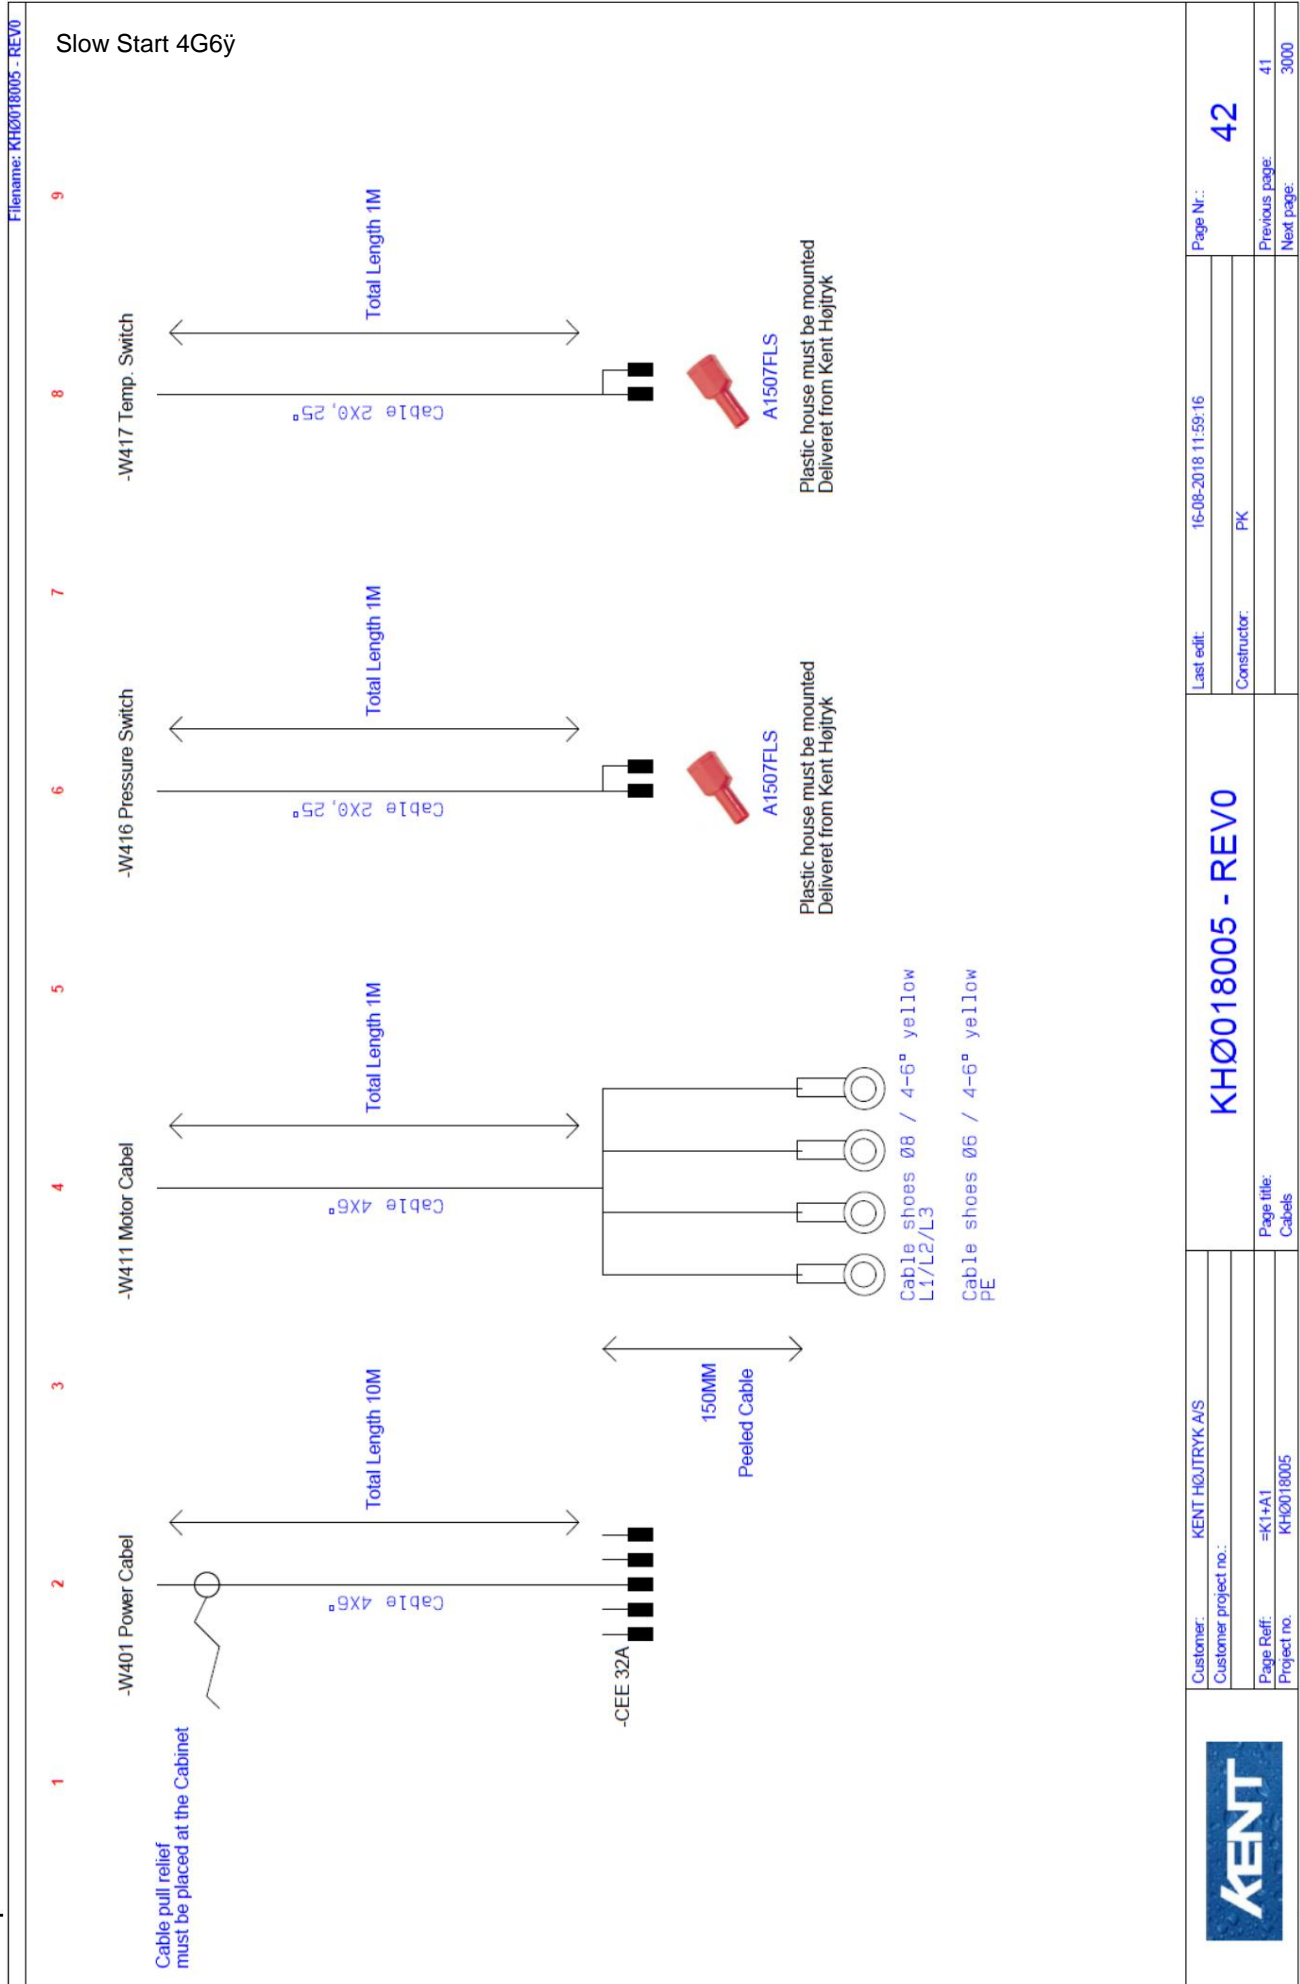 Slow Start 4G6ÿ
Filename: KHØ018005 - REV0
1
2
3
4
5
6
7
8
9
Cable pull relief
must be placed at the Cabinet
-W401 Power Cabel
Total Length 10M
Cable 4X6▫
-CEE 32A
-W411 Motor Cabel
Total Length 1M
Cable 4X6▫
150MM
Peeled Cable
Cable shoes Ø8 / 4-6▫ yellow
L1/L2/L3
Cable shoes Ø6 / 4-6▫ yellow
PE
-W416 Pressure Switch
Total Length 1M
Cable 2X0,25▫
A1507FLS
Plastic house must be mounted
Deliveret from Kent Højtryk
-W417 Temp. Switch
Total Length 1M
Cable 2X0,25▫
A1507FLS
Plastic house must be mounted
Deliveret from Kent Højtryk
KENT
Customer: KENT HØJTRYK A/S
Customer project no.:
Page Reff: =K1+A1
Project no. KHØ018005
KHØ018005 - REV0
Page title:
Cabels
Last edit: 16-08-2018 11:59:16
Constructor: PK
Page Nr.: 42
Previous page: 41
Next page: 3000